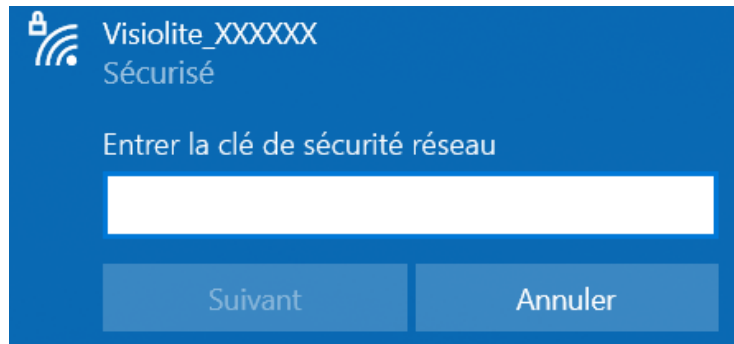 Visiolite_XXXXXX
Sécurisé
Entrer la clé de sécurité réseau
Suivant
Annuler